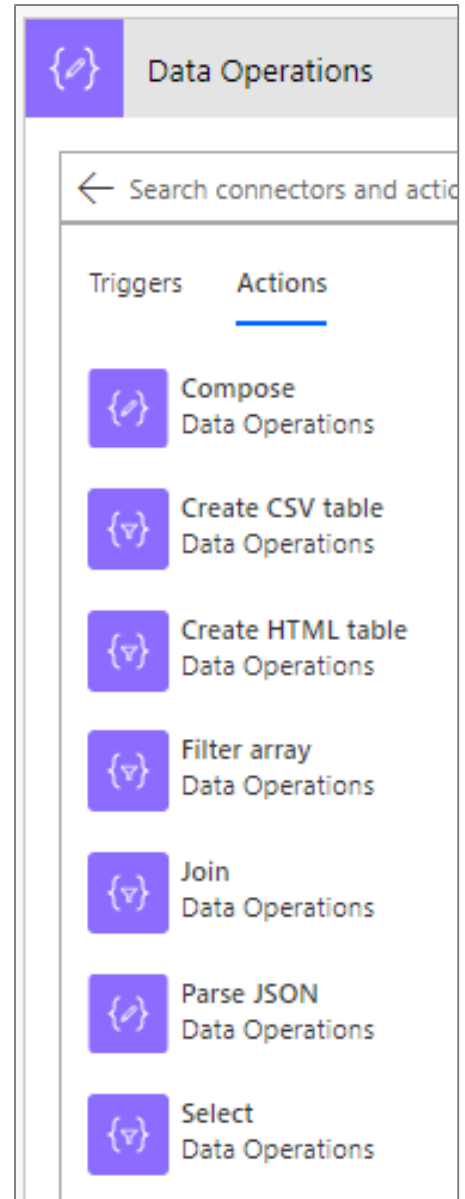 Data Operations
Search connectors and
Triggers Actions
Compose
Data Operations
Create CSV table
Data Operations
Create HTML table
Data Operations
Filter array
Data Operations
Join
Data Operations
Parse JSON
Data Operations
Select
Data Operations